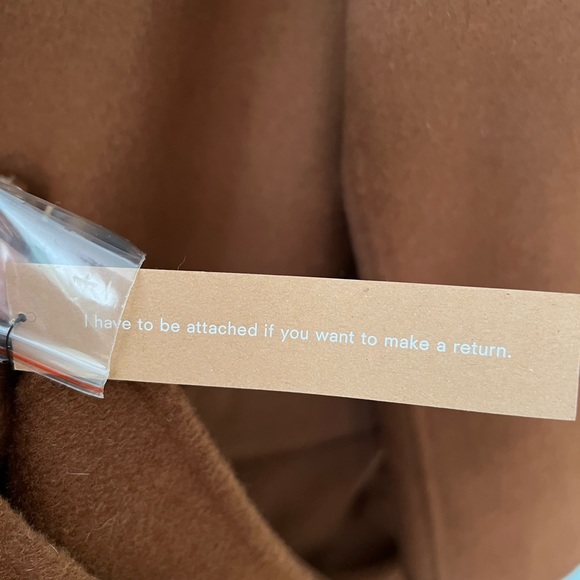 I have to be attached if you want to make a return.